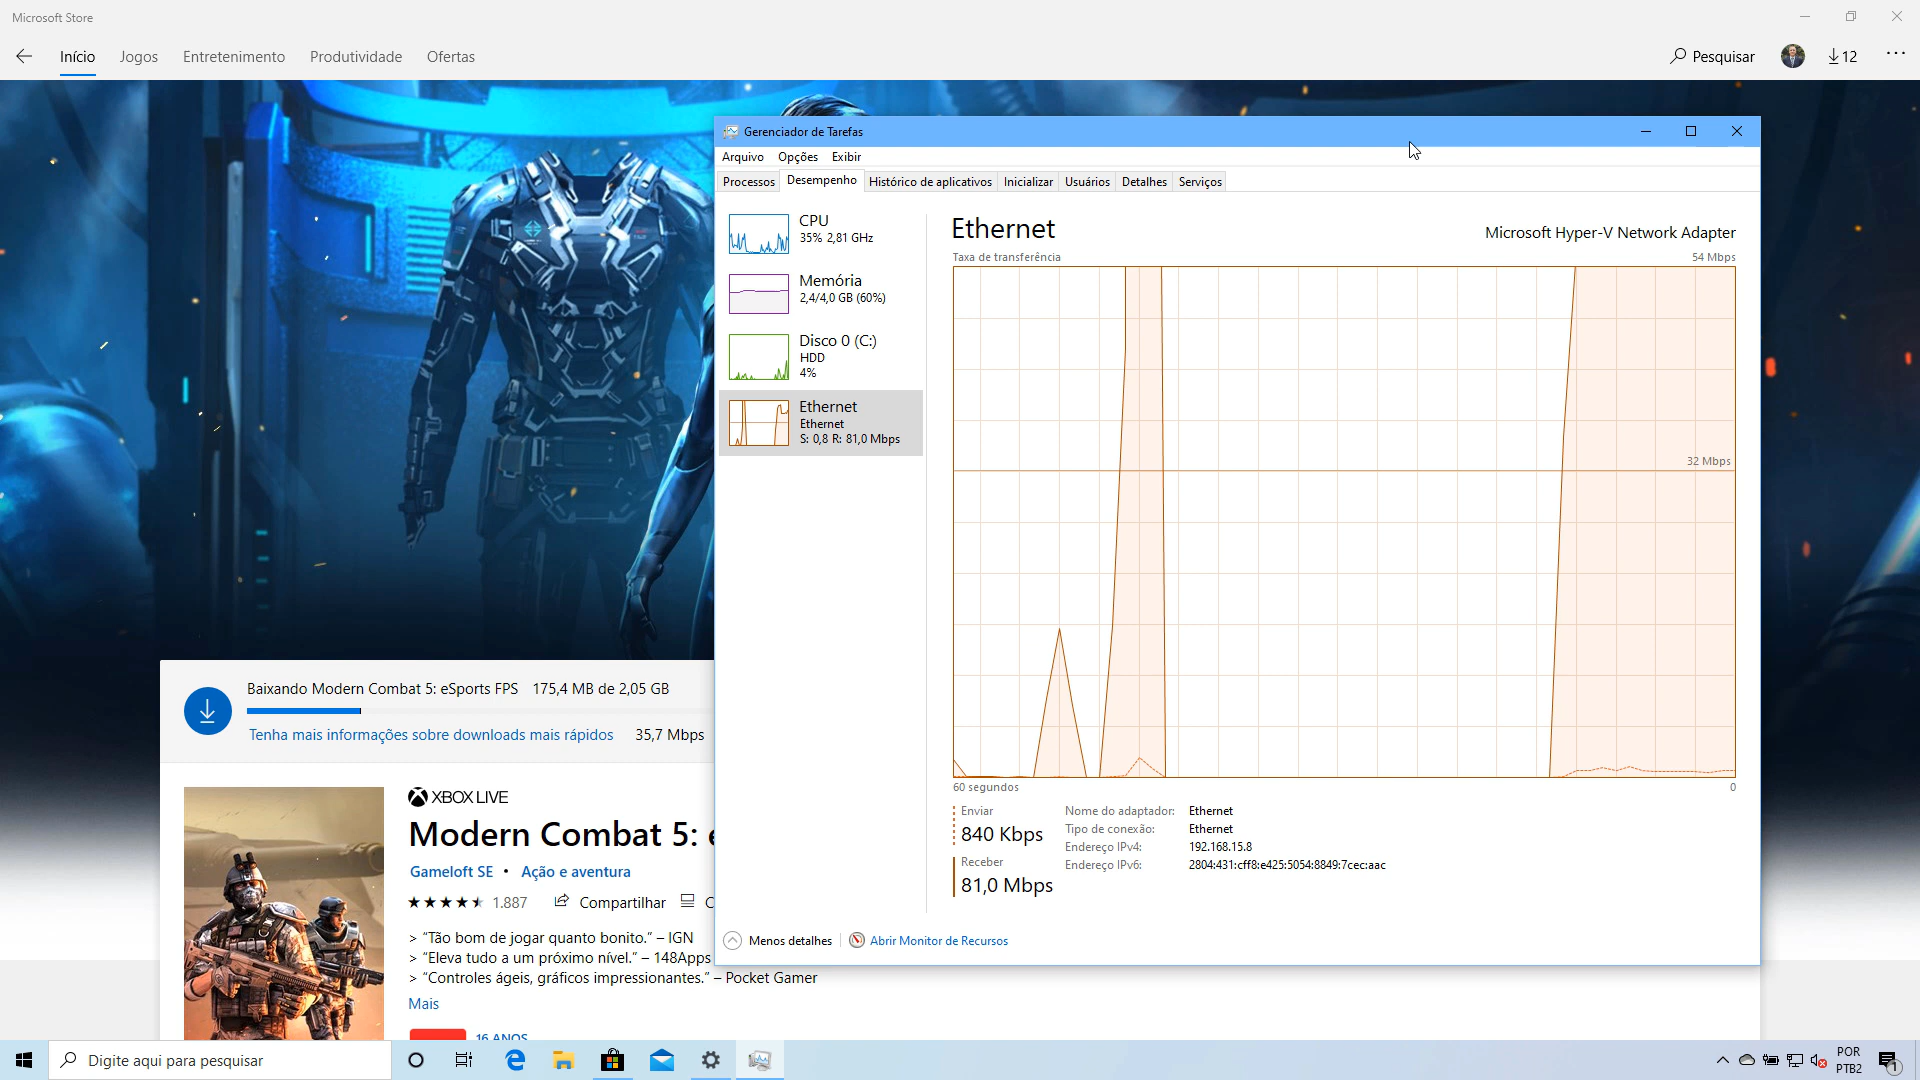 Microsoft Store
Início Jogos Entretenimento Produtividade Ofertas
Pesquisar 12
Gerenciador de Tarefas
Arquivo Opções Exibir
Processos Desempenho Histórico de aplicativos Inicializar Usuários Detalhes Serviços
CPU
35% 2,81 GHz
Memória
2,4/4,0 GB (60%)
Disco 0 (C:)
HDD
4%
Ethernet
Ethernet
S: 0,8 R: 81,0 Mbps
Ethernet
Microsoft Hyper-V Network Adapter
Taxa de transferência
54 Mbps
32 Mbps
60 segundos
0
Enviar
840 Kbps
Receber
81,0 Mbps
Nome do adaptador: Ethernet
Tipo de conexão: Ethernet
Endereço IPv4: 192.168.15.8
Endereço IPv6: 2804:431:cff8:e425:5054:8849:7cec:aac
Menos detalhes
Abrir Monitor de Recursos
Baixando Modern Combat 5: eSports FPS 175,4 MB de 2,05 GB
Tenha mais informações sobre downloads mais rápidos 35,7 Mbps
XBOX LIVE
Modern Combat 5: e
Gameloft SE • Ação e aventura
1.887 Compartilhar C
> “Tão bom de jogar quanto bonito.” – IGN
> “Eleva tudo a um próximo nível.” – 148Apps
> “Controles ágeis, gráficos impressionantes.” – Pocket Gamer
Mais
16 ANOS
Digite aqui para pesquisar
POR
PTB2
1